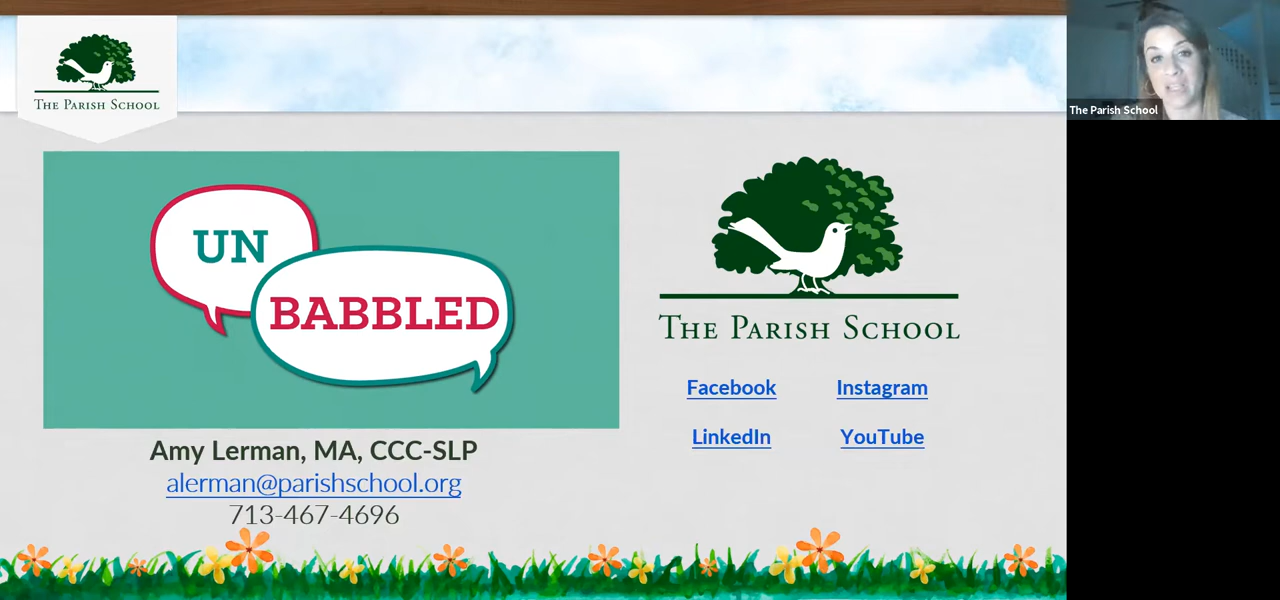 THE PARISH SCHOOL
UN
BABBLED
Amy Lerman, MA, CCC-SLP
alerman@parishschool.org
713-467-4696
THE PARISH SCHOOL
Facebook Instagram
LinkedIn YouTube
The Parish School